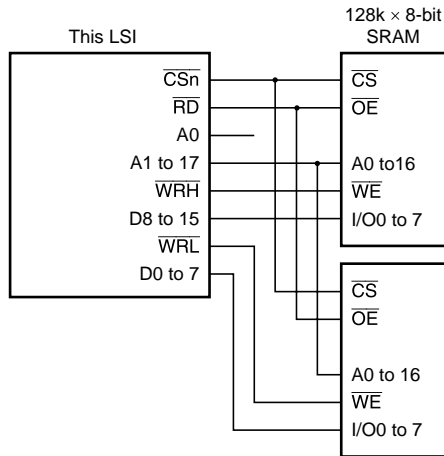 128k × 8-bit
This LSI
SRAM
CSn
CS
RD
OE
A0
A1 to 17
A0 to16
WRH
WE
D8 to 15
I/O0 to 7
WRL
D0 to 7
CS
OE
A0 to 16
WE
I/O0 to 7